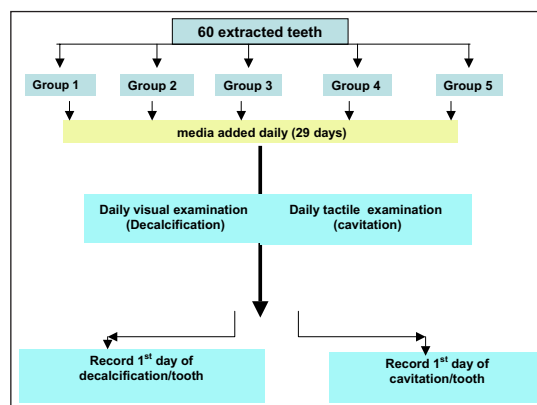 60 extracted teeth
Group 1
Group 2
Group 3
Group 4
Group 5
media added daily (29 days)
Daily visual examination
(Decalcification)
Daily tactile examination
(cavitation)
Record 1st day of
decalcification/tooth
Record 1st day of
cavitation/tooth